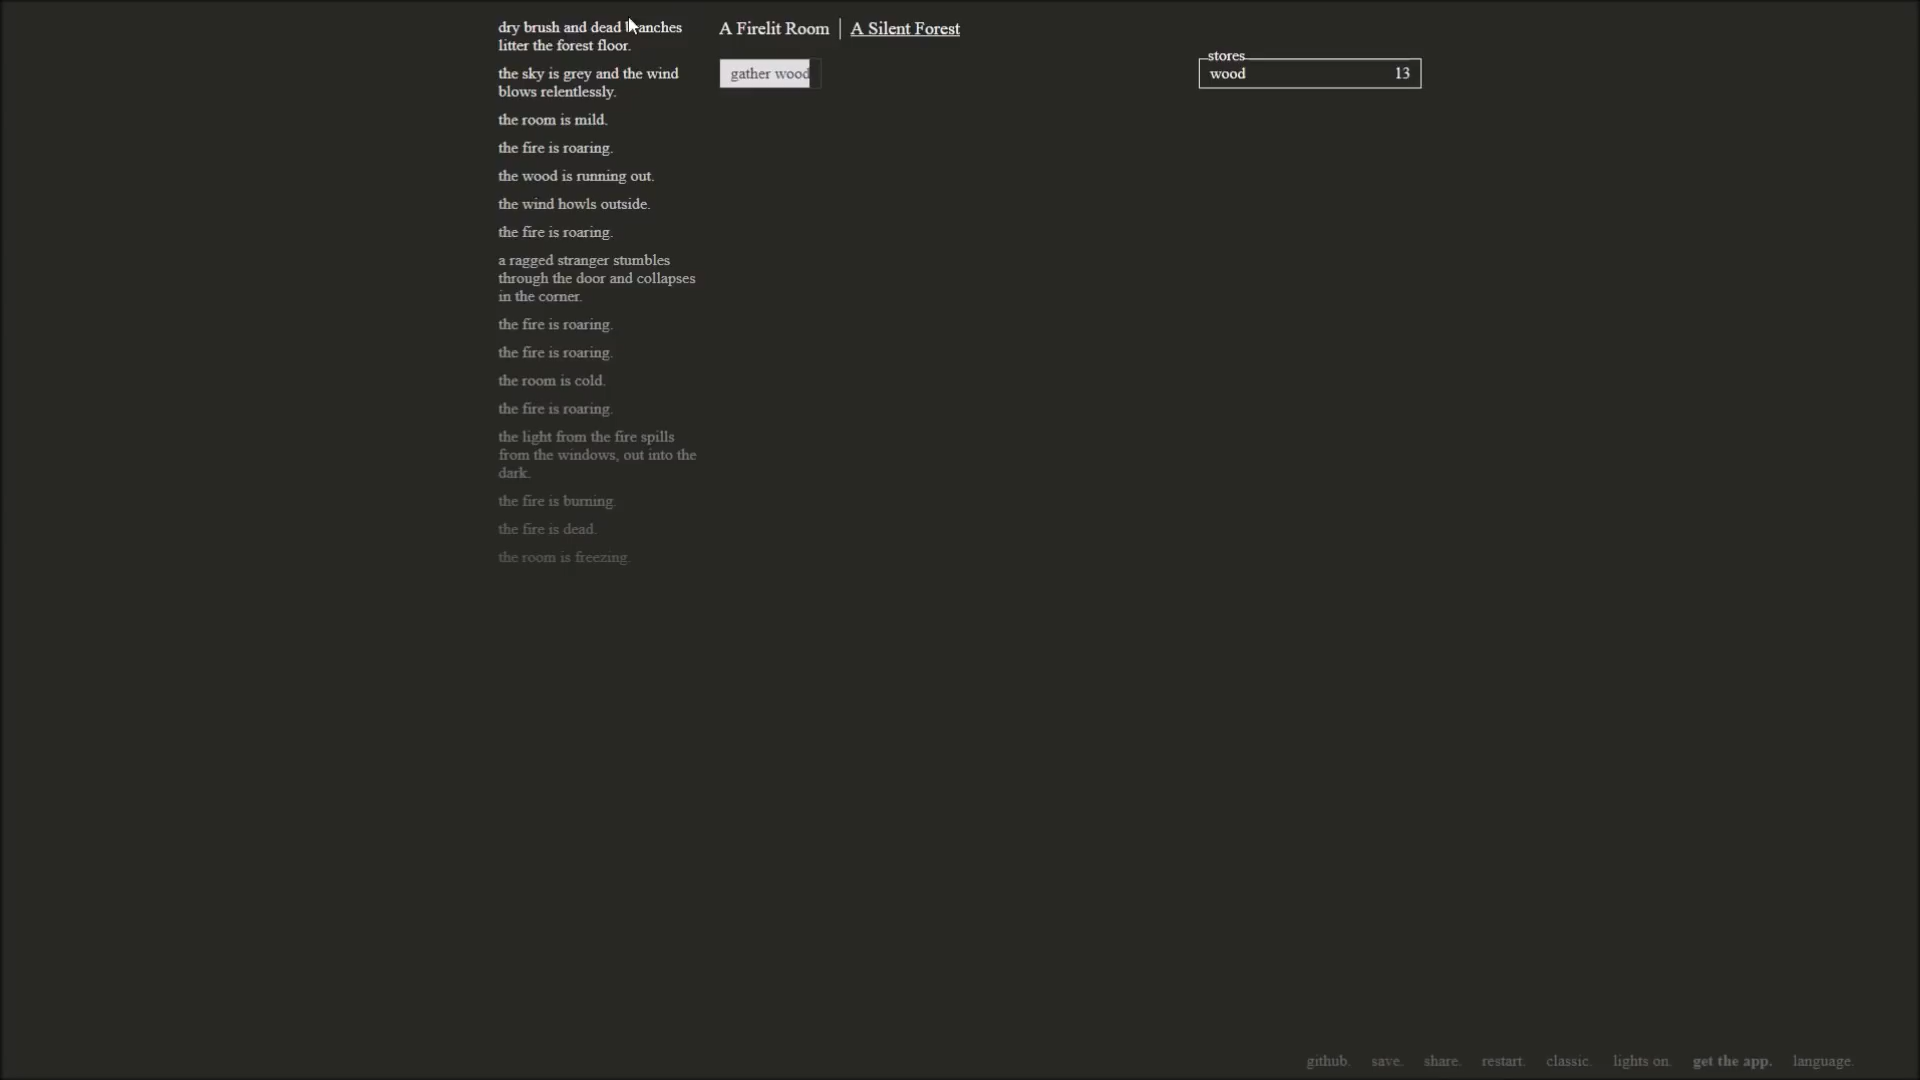 dry brush and dead branches
litter the forest floor.
the sky is grey and the wind
blows relentlessly.
the room is mild.
the fire is roaring.
the wood is running out.
the wind howls outside.
the fire is roaring.
a ragged stranger stumbles
through the door and collapses
in the corner.
the fire is roaring.
the fire is roaring.
the room is cold.
the fire is roaring.
the light from the fire spills
from the windows, out into the
dark.
the fire is burning.
the fire is dead.
the room is freezing.
A Firelit Room | A Silent Forest
gather wood
stores
wood 13
github. save. share. restart. classic. lights on. get the app. language.